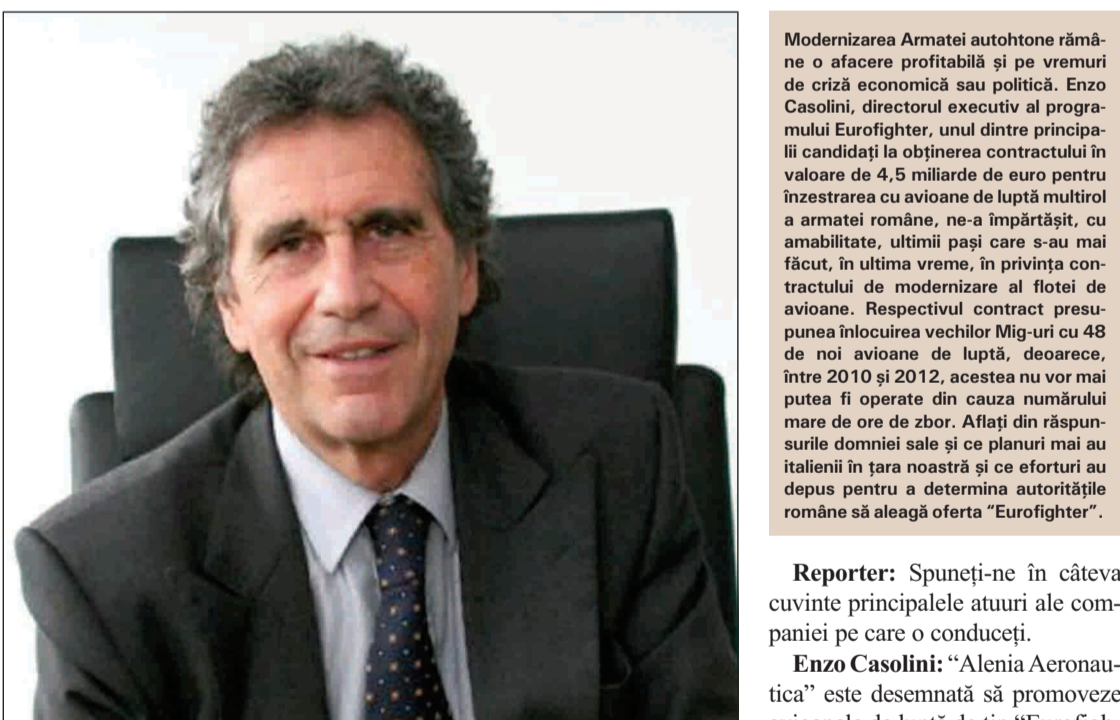 Modernizarea Armatei autohtone rămâ-
ne o afacere profitabilă și pe vremuri
de criză economică sau politică. Enzo
Casolini, directorul executiv al progra-
mului Eurofighter, unul dintre principa-
lii candidați la obținerea contractului în
valoare de 4,5 miliarde de euro pentru
înzestrarea cu avioane de luptă multirol
a armatei române, ne-a împărtășit, cu
amabilitate, ultimii pași care s-au mai
făcut, în ultima vreme, în privința con-
tractului de modernizare al flotei de
avioane. Respectivul contract presu-
punea înlocuirea vechilor Mig-uri cu 48
de noi avioane de luptă, deoarece,
între 2010 și 2012, acestea nu vor mai
putea fi operate din cauza numărului
mare de ore de zbor. Aflați din răspun-
surile domniei sale și ce planuri mai au
italienii în țara noastră și ce eforturi au
depus pentru a determina autoritățile
române să aleagă oferta “Eurofighter”.
Reporter: Spuneți-ne în câteva
cuvinte principalele atuuri ale com-
paniei pe care o conduceți.
Enzo Casolini: “Alenia Aeronau-
tica” este desemnată să promoveze